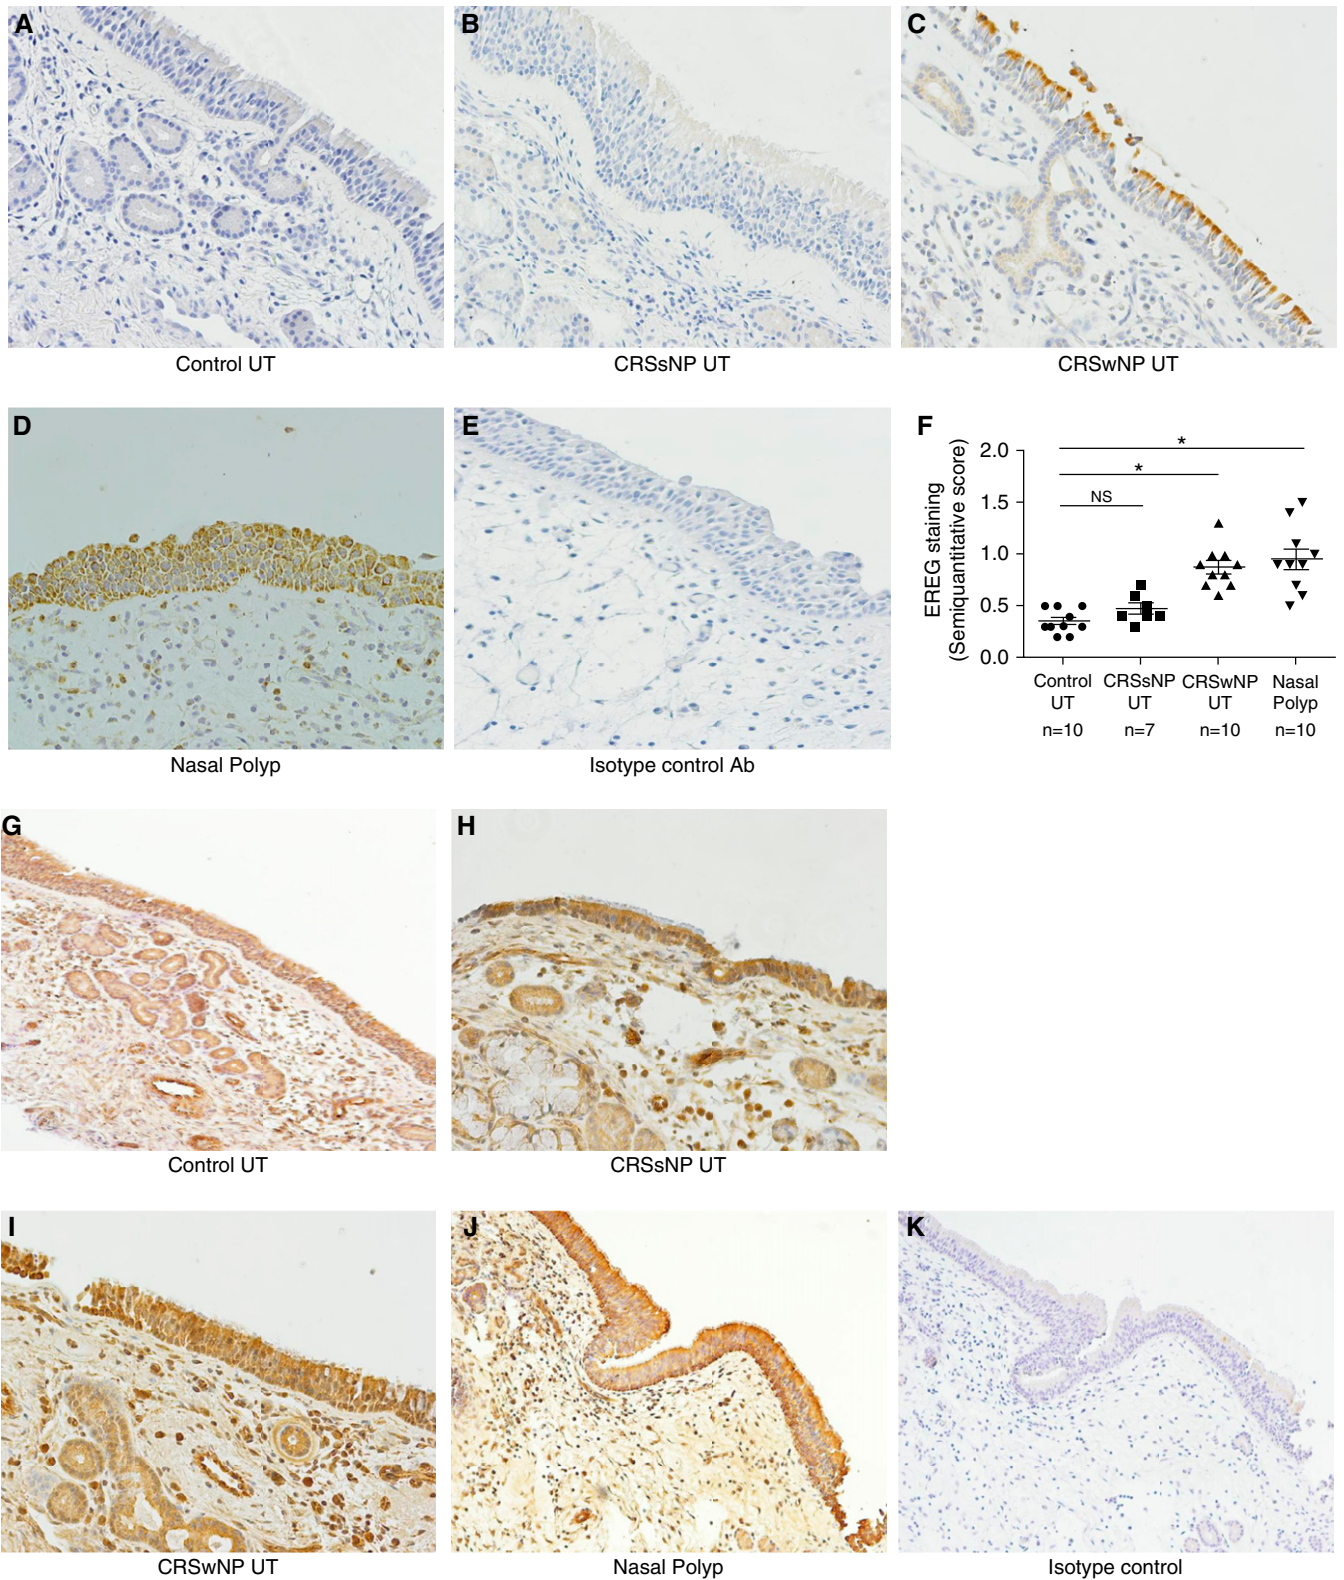 A
B
C
Control UT
CRSsNP UT
CRSwNP UT
D
E
F
Nasal Polyp
Isotype control Ab
EREG staining
(Semiquantitative score)
2.0
1.5
1.0
0.5
0.0
*
*
NS
Control UT
CRSsNP UT
CRSwNP UT
Nasal Polyp
n=10
n=7
n=10
n=10
G
H
Control UT
CRSsNP UT
I
J
K
CRSwNP UT
Nasal Polyp
Isotype control